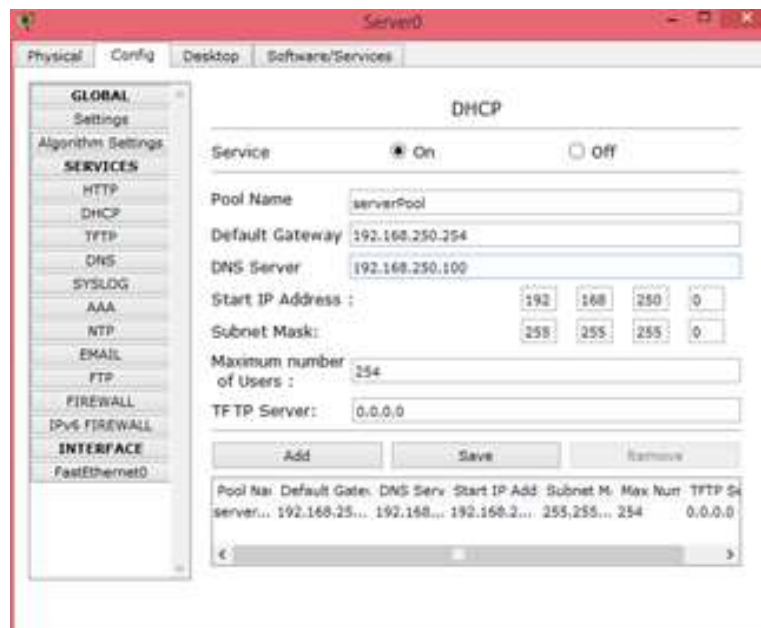 Server0
Physical Config Desktop Software/Services
GLOBAL
Settings
Algorithm Settings
SERVICES
HTTP
DHCP
TFTP
DNS
SYSLOG
AAA
NTP
EMAIL
FTP
FIREWALL
IPv6 FIREWALL
INTERFACE
FastEthernet0
DHCP
Service On Off
Pool Name serverPool
Default Gateway 192.168.250.254
DNS Server 192.168.250.100
Start IP Address : 192 168 250 0
Subnet Mask: 255 255 255 0
Maximum number
of Users : 254
TFTP Server: 0.0.0.0
Add Save Remove
Pool Nar Default Gatev DNS Serv Start IP Add Subnet M Max Num TFTP Se
server... 192.168.25... 192.168... 192.168.2... 255.255... 254 0.0.0.0